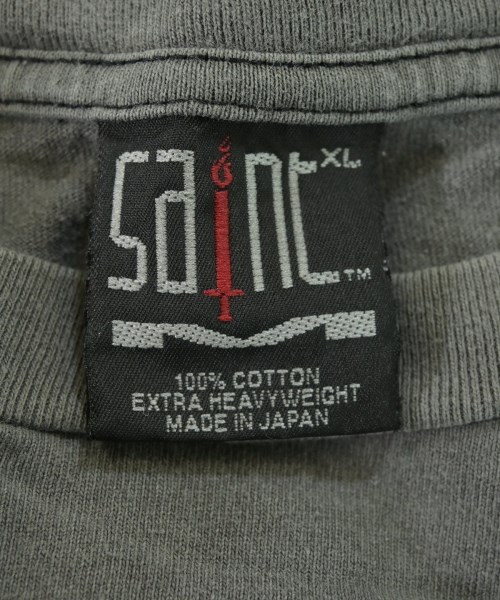 SAINt XL
TM
100% COTTON
EXTRA HEAVYWEIGHT
MADE IN JAPAN